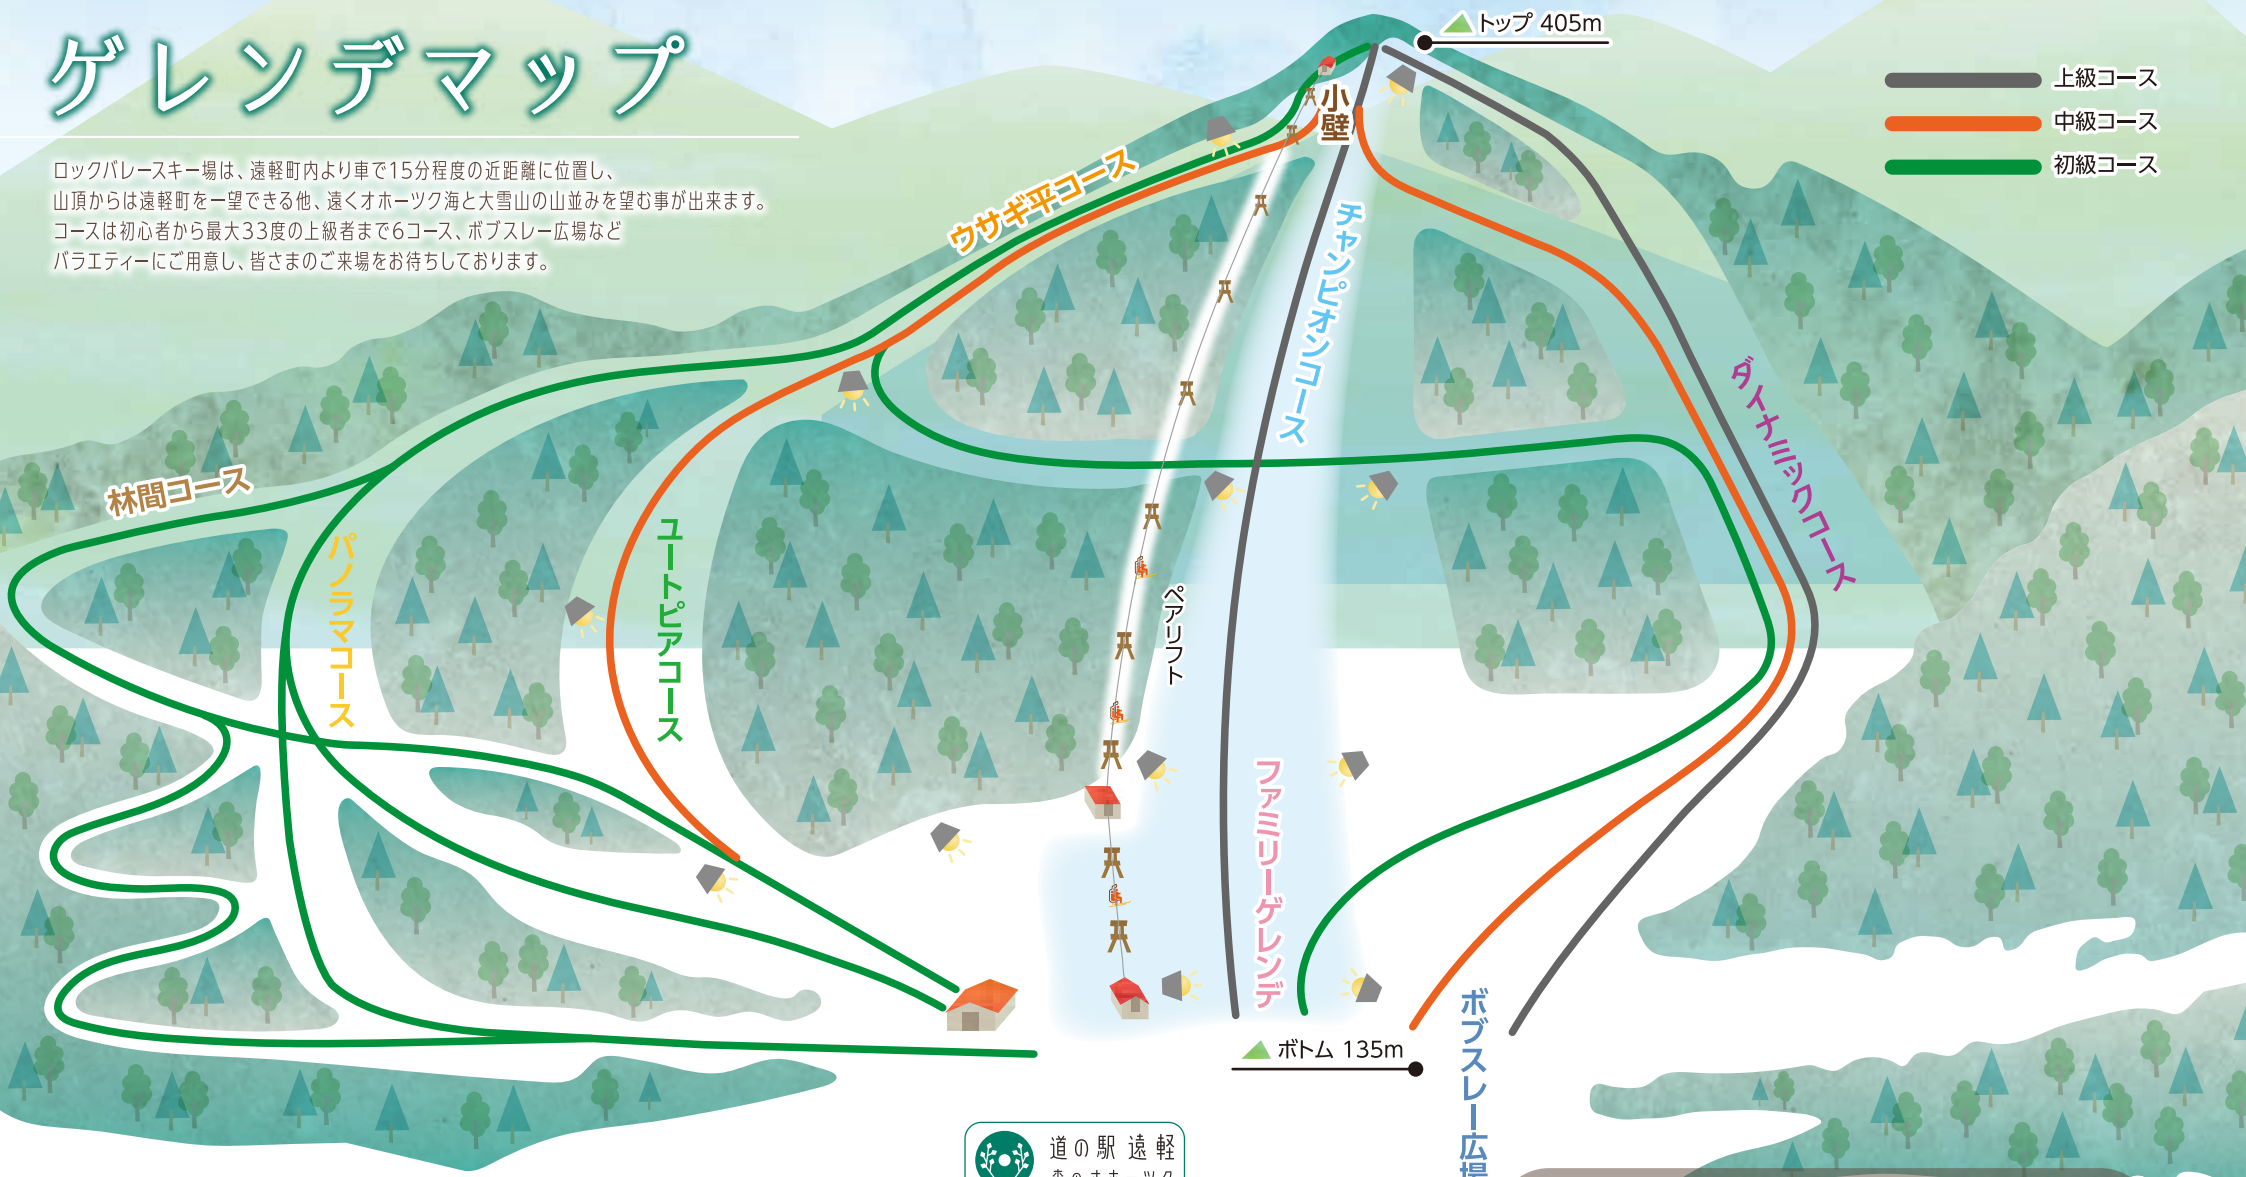 ゲレンデマップ
ロックバレースキー場は、遠軽町内より車で15分程度の近距離に位置し、
山頂からは遠軽町を一望できる他、遠くオホーツク海と大雪山の山並みを望む事が出来ます。
コースは初心者から最大33度の上級者まで6コース、ボブスレー広場など
バラエティーにご用意し、皆さまのご来場をお待ちしております。
トップ 405m
上級コース
中級コース
初級コース
小壁
ウサギ平コース
チャンピオンコース
ダイナミックコース
林間コース
パノラマコース
ユートピアコース
ペアリフト
ファミリーゲレンデ
ボトム 135m
ボブスレー広場
道の駅 遠軽
森のオホーツク